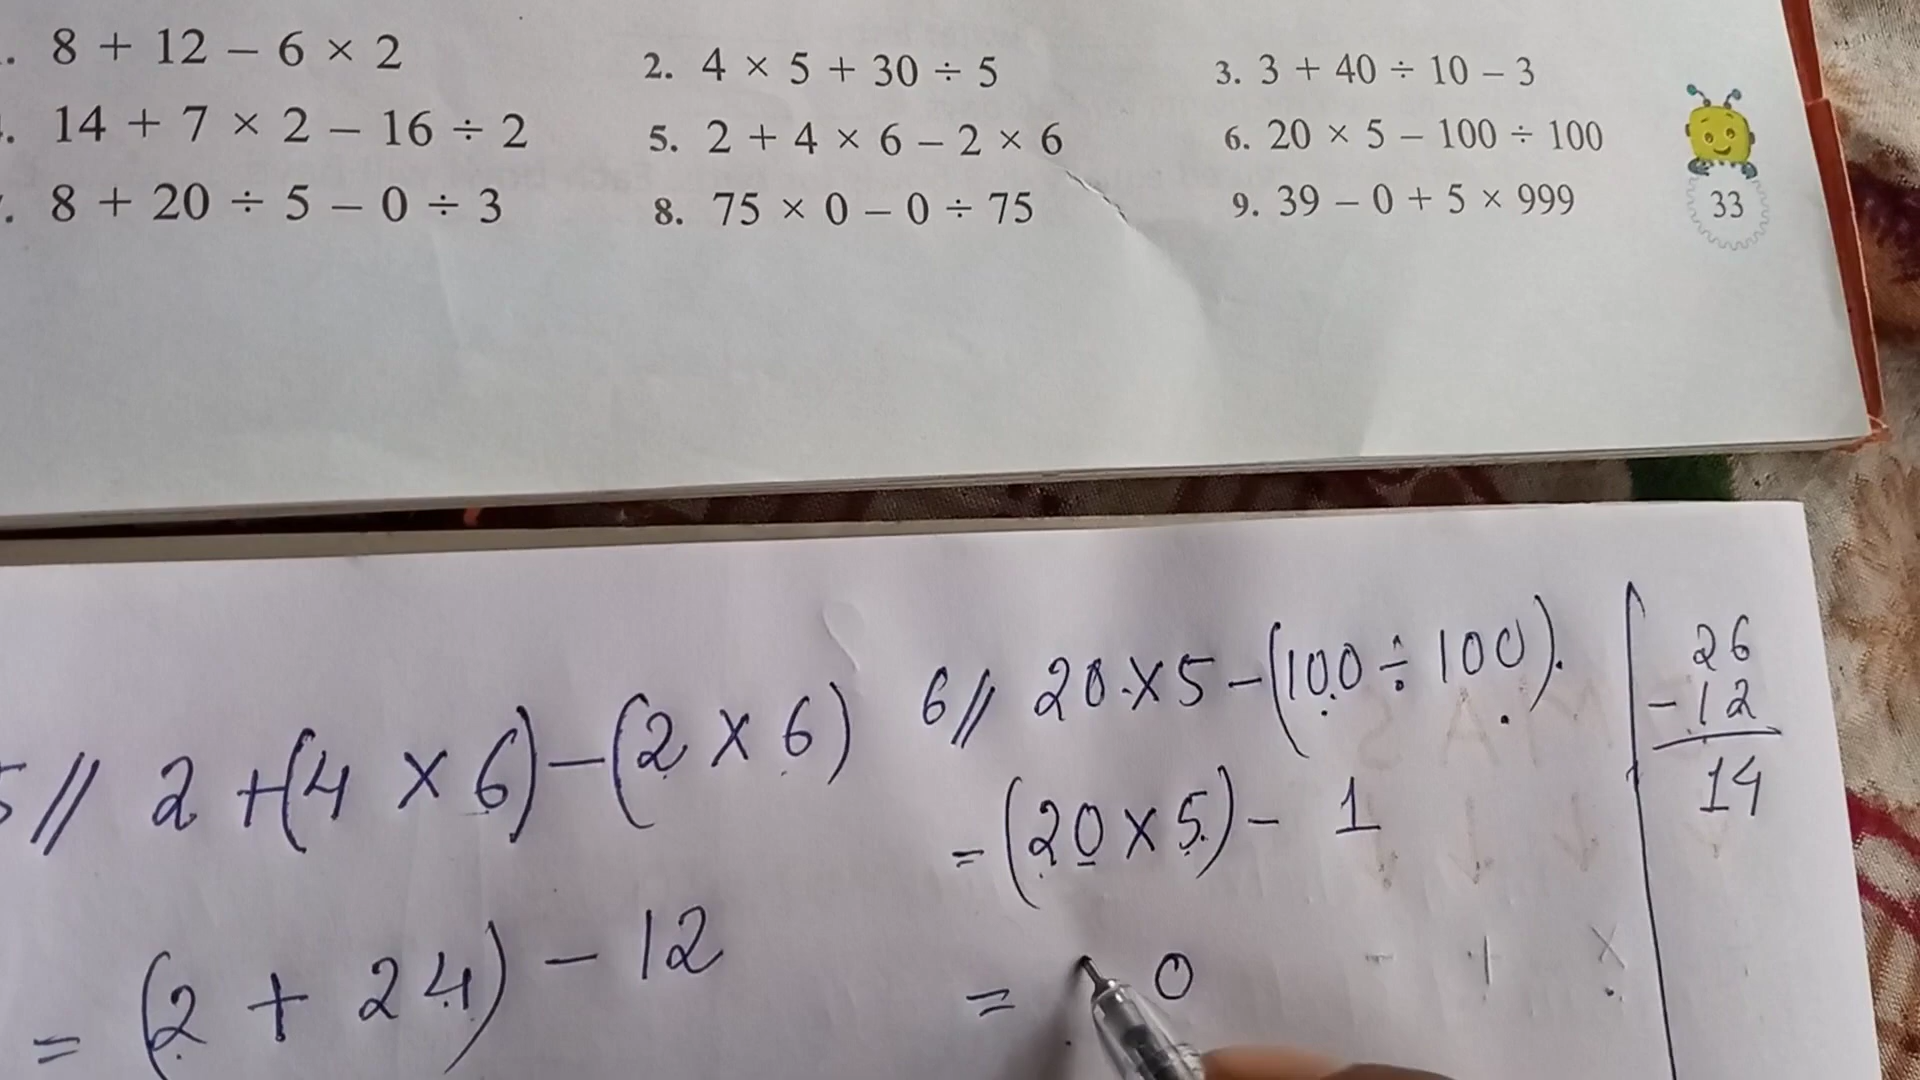 . 8 + 12 – 6 × 2
2. 4 × 5 + 30 ÷ 5
3. 3 + 40 ÷ 10 – 3
. 14 + 7 × 2 – 16 ÷ 2
5. 2 + 4 × 6 – 2 × 6
6. 20 × 5 – 100 ÷ 100
. 8 + 20 ÷ 5 – 0 ÷ 3
8. 75 × 0 – 0 ÷ 75
9. 39 – 0 + 5 × 999
33
5// 2 + (4 × 6) – (2 × 6)
= (2 + 24) – 12
6// 20 × 5 – (100 ÷ 100).
= (20 × 5) – 1
= 0
26
– 12
14